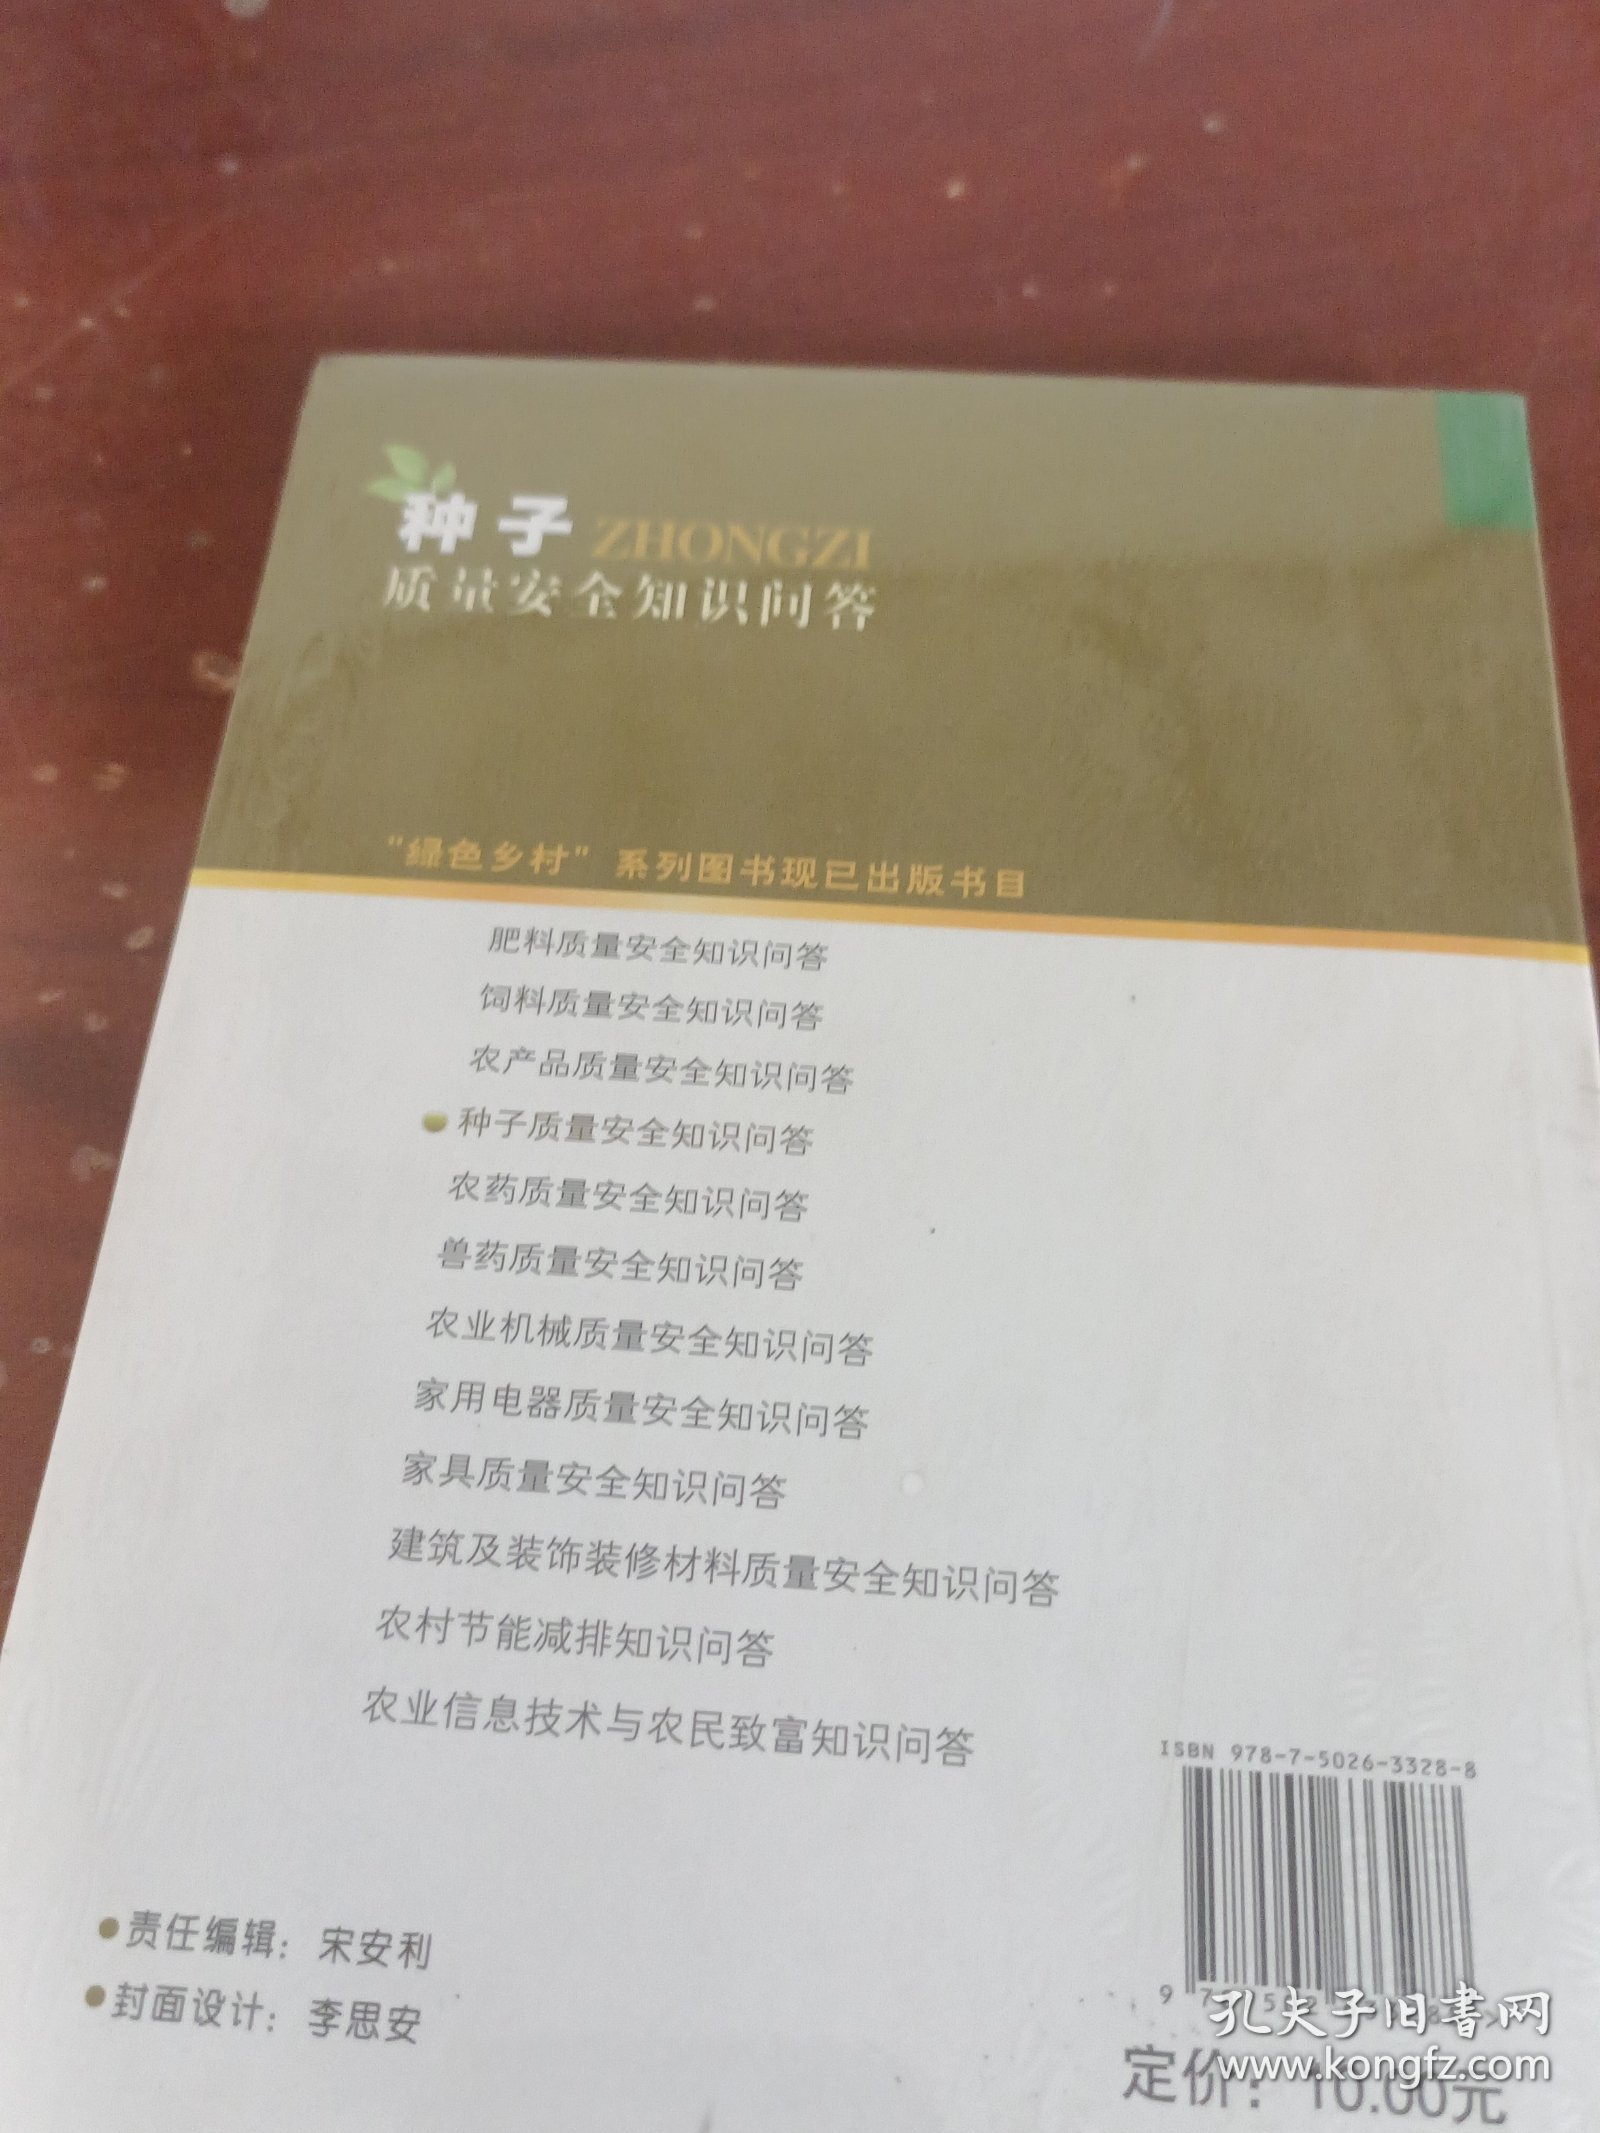 种子 ZHONGZI
质量安全知识问答
“绿色乡村”系列图书现已出版书目
肥料质量安全知识问答
饲料质量安全知识问答
农产品质量安全知识问答
种子质量安全知识问答
农药质量安全知识问答
兽药质量安全知识问答
农业机械质量安全知识问答
家用电器质量安全知识问答
家具质量安全知识问答
建筑及装饰装修材料质量安全知识问答
农村节能减排知识问答
农业信息技术与农民致富知识问答
ISBN 978-7-5026-3328-8
责任编辑：宋安利
封面设计：李思安
孔夫子旧书网
www.kongfz.com
定价：10.00元